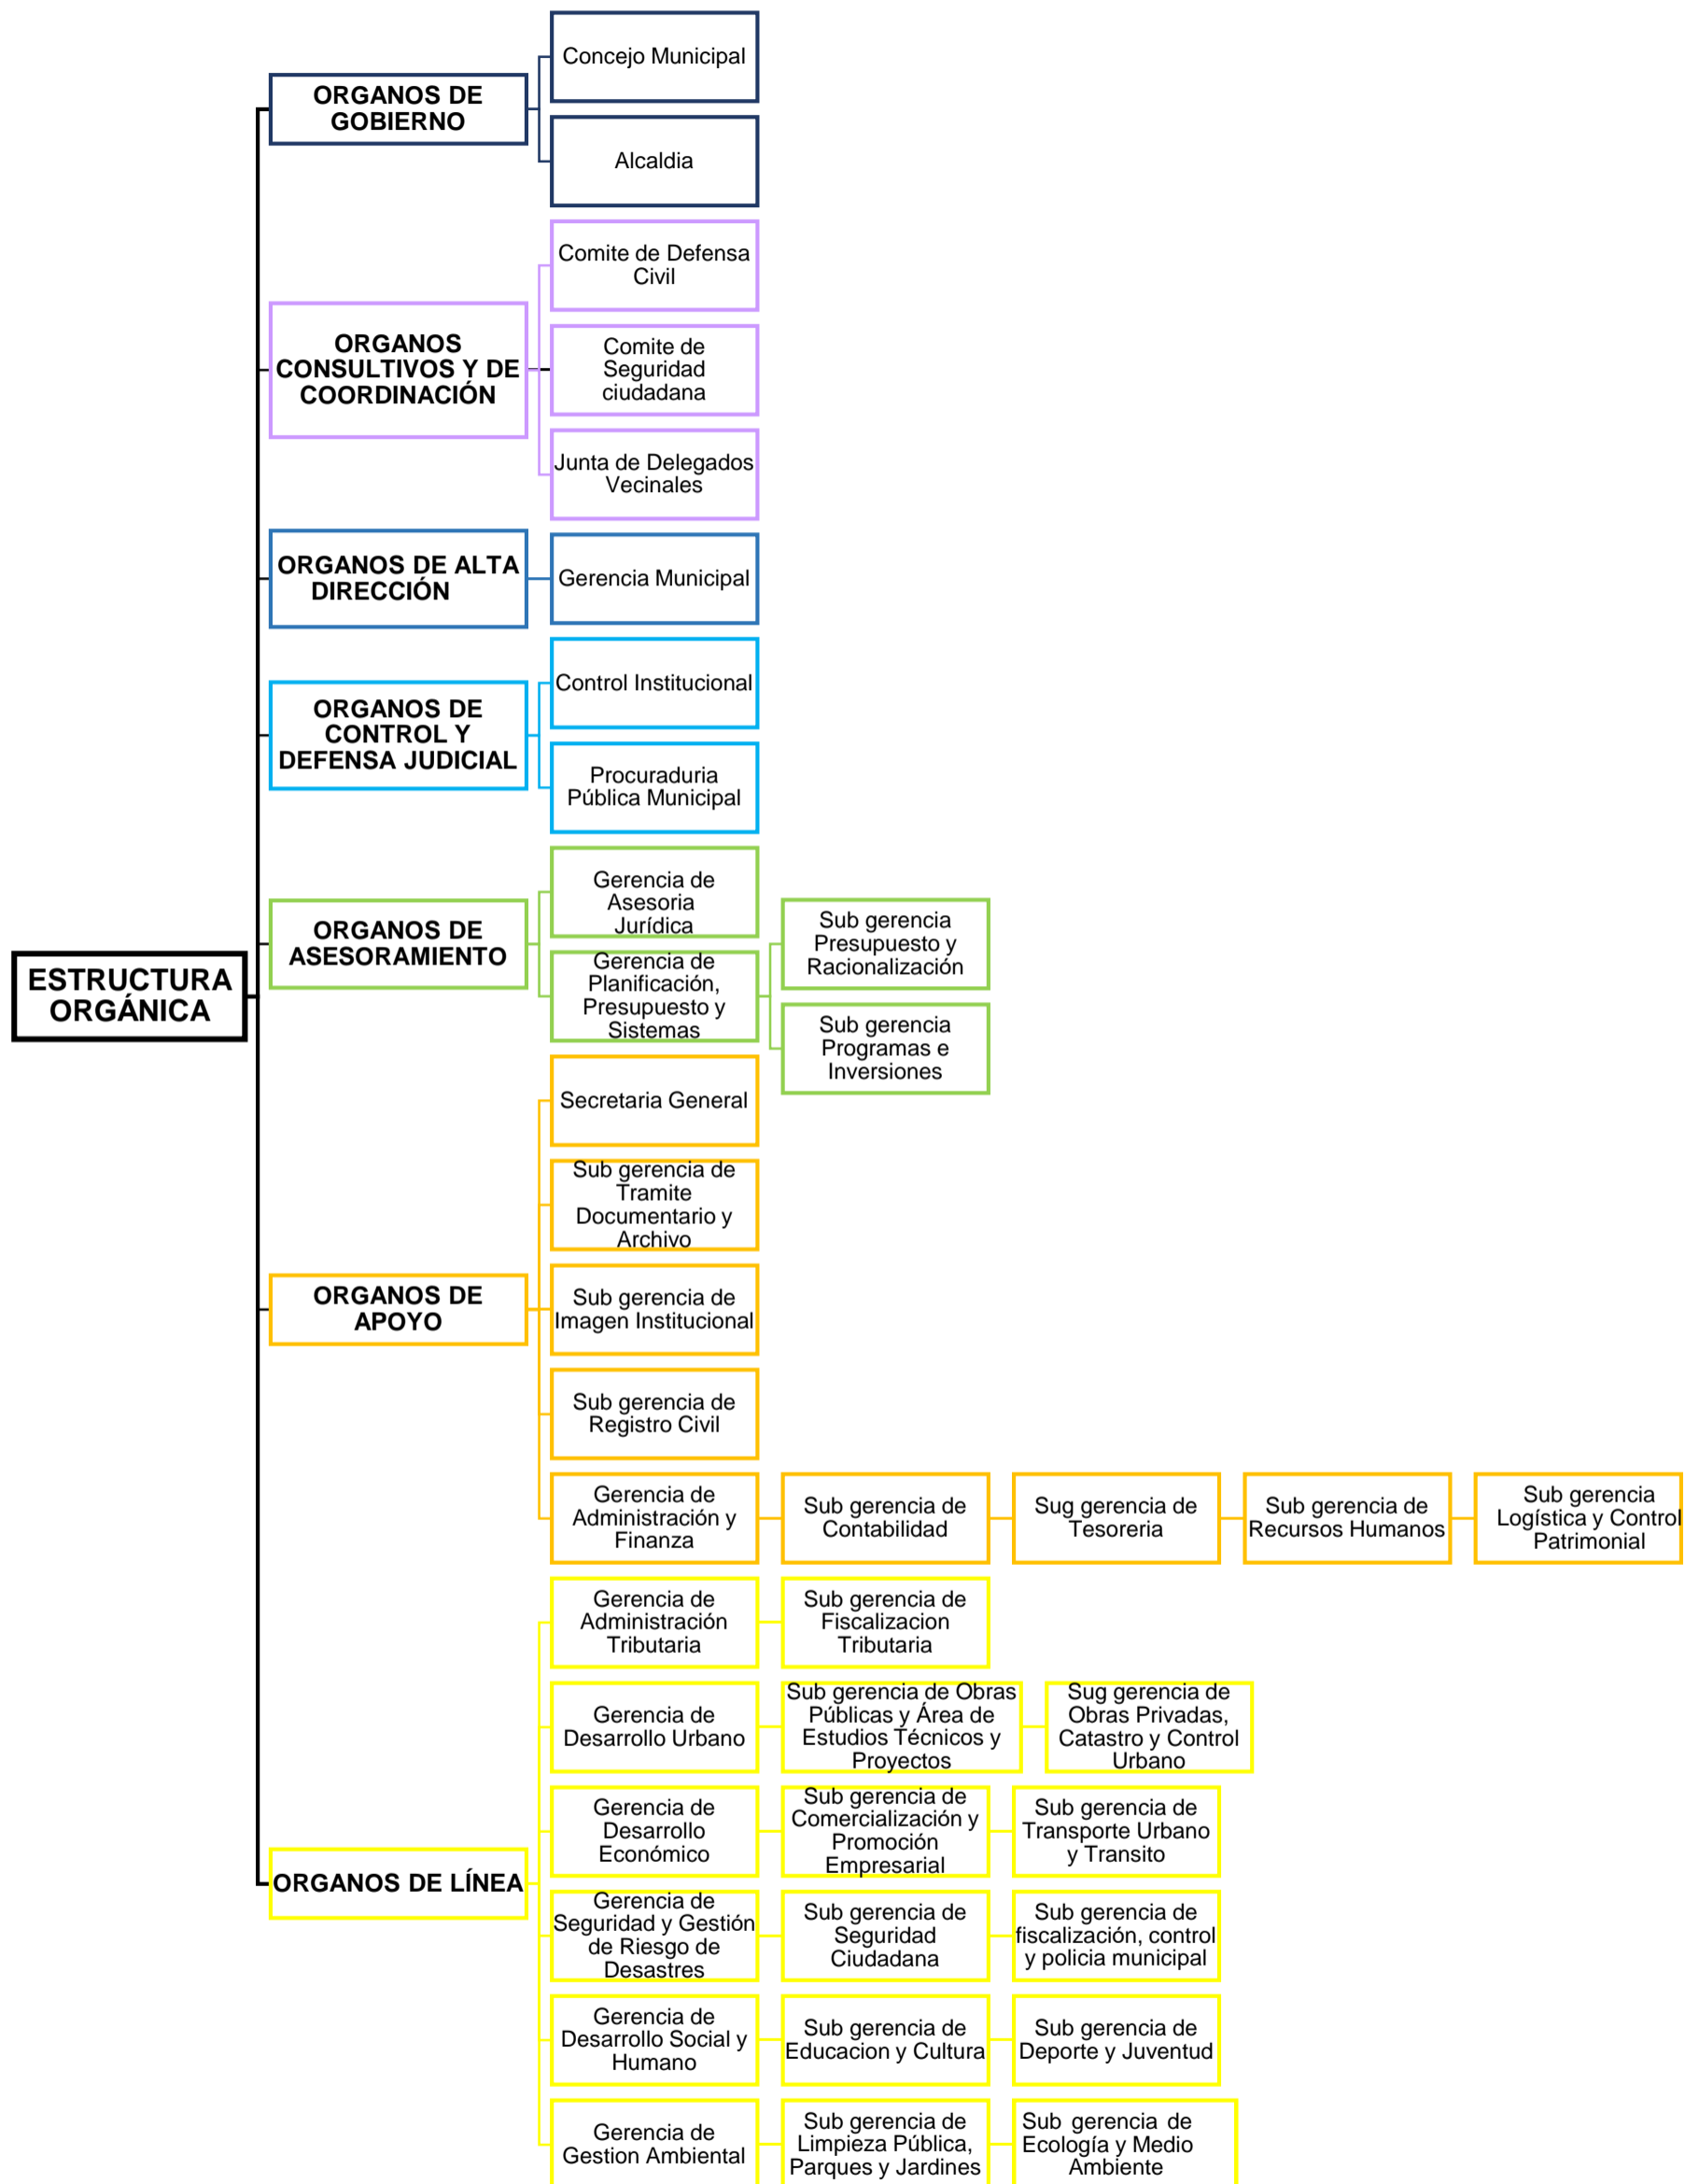 ESTRUCTURA
ORGÁNICA
ORGANOS DE
GOBIERNO
Concejo Municipal
Alcaldia
ORGANOS
CONSULTIVOS Y DE
COORDINACIÓN
Comite de Defensa
Civil
Comite de
Seguridad
ciudadana
Junta de Delegados
Vecinales
ORGANOS DE ALTA
DIRECCIÓN
Gerencia Municipal
ORGANOS DE
CONTROL Y
DEFENSA JUDICIAL
Control Institucional
Procuraduria
Pública Municipal
ORGANOS DE
ASESORAMIENTO
Gerencia de
Asesoria
Jurídica
Gerencia de
Planificación,
Presupuesto y
Sistemas
Sub gerencia
Presupuesto y
Racionalización
Sub gerencia
Programas e
Inversiones
ORGANOS DE
APOYO
Secretaria General
Sub gerencia de
Tramite
Documentario y
Archivo
Sub gerencia de
Imagen Institucional
Sub gerencia de
Registro Civil
Gerencia de
Administración y
Finanza
Sub gerencia de
Contabilidad
Sug gerencia de
Tesoreria
Sub gerencia de
Recursos Humanos
Sub gerencia
Logística y Control
Patrimonial
ORGANOS DE LÍNEA
Gerencia de
Administración
Tributaria
Sub gerencia de
Fiscalizacion
Tributaria
Gerencia de
Desarrollo Urbano
Sub gerencia de Obras
Públicas y Área de
Estudios Técnicos y
Proyectos
Sug gerencia de
Obras Privadas,
Catastro y Control
Urbano
Gerencia de
Desarrollo
Económico
Sub gerencia de
Comercialización y
Promoción
Empresarial
Sub gerencia de
Transporte Urbano
y Transito
Gerencia de
Seguridad y Gestión
de Riesgo de
Desastres
Sub gerencia de
Seguridad
Ciudadana
Sub gerencia de
fiscalización, control
y policia municipal
Gerencia de
Desarrollo Social y
Humano
Sub gerencia de
Educacion y Cultura
Sub gerencia de
Deporte y Juventud
Gerencia de
Gestion Ambiental
Sub gerencia de
Limpieza Pública,
Parques y Jardines
Sub gerencia de
Ecología y Medio
Ambiente